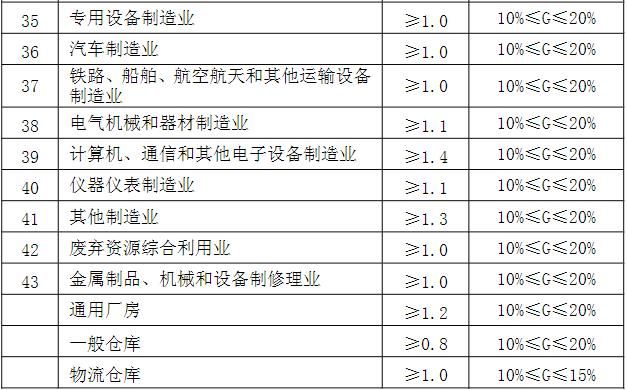 35 专用设备制造业 ≥1.0 10%≤G≤20%
36 汽车制造业 ≥1.0 10%≤G≤20%
37 铁路、船舶、航空航天和其他运输设备 ≥1.0 10%≤G≤20%
制造业
38 电气机械和器材制造业 ≥1.1 10%≤G≤20%
39 计算机、通信和其他电子设备制造业 ≥1.4 10%≤G≤20%
40 仪器仪表制造业 ≥1.1 10%≤G≤20%
41 其他制造业 ≥1.3 10%≤G≤20%
42 废弃资源综合利用业 ≥1.0 10%≤G≤20%
43 金属制品、机械和设备制修理业 ≥1.0 10%≤G≤20%
通用厂房 ≥1.2 10%≤G≤20%
一般仓库 ≥0.8 10%≤G≤20%
物流仓库 ≥1.0 10%≤G≤15%